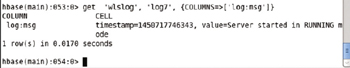 hbase(main):053:0> get  'wlslog', 'log7', {COLUMNS=>['log:msg']}
COLUMN                CELL
 log:msg              timestamp=1450717746343, value=Server started in RUNNING m
                      ode
1 row(s) in 0.0170 seconds
hbase(main):054:0>